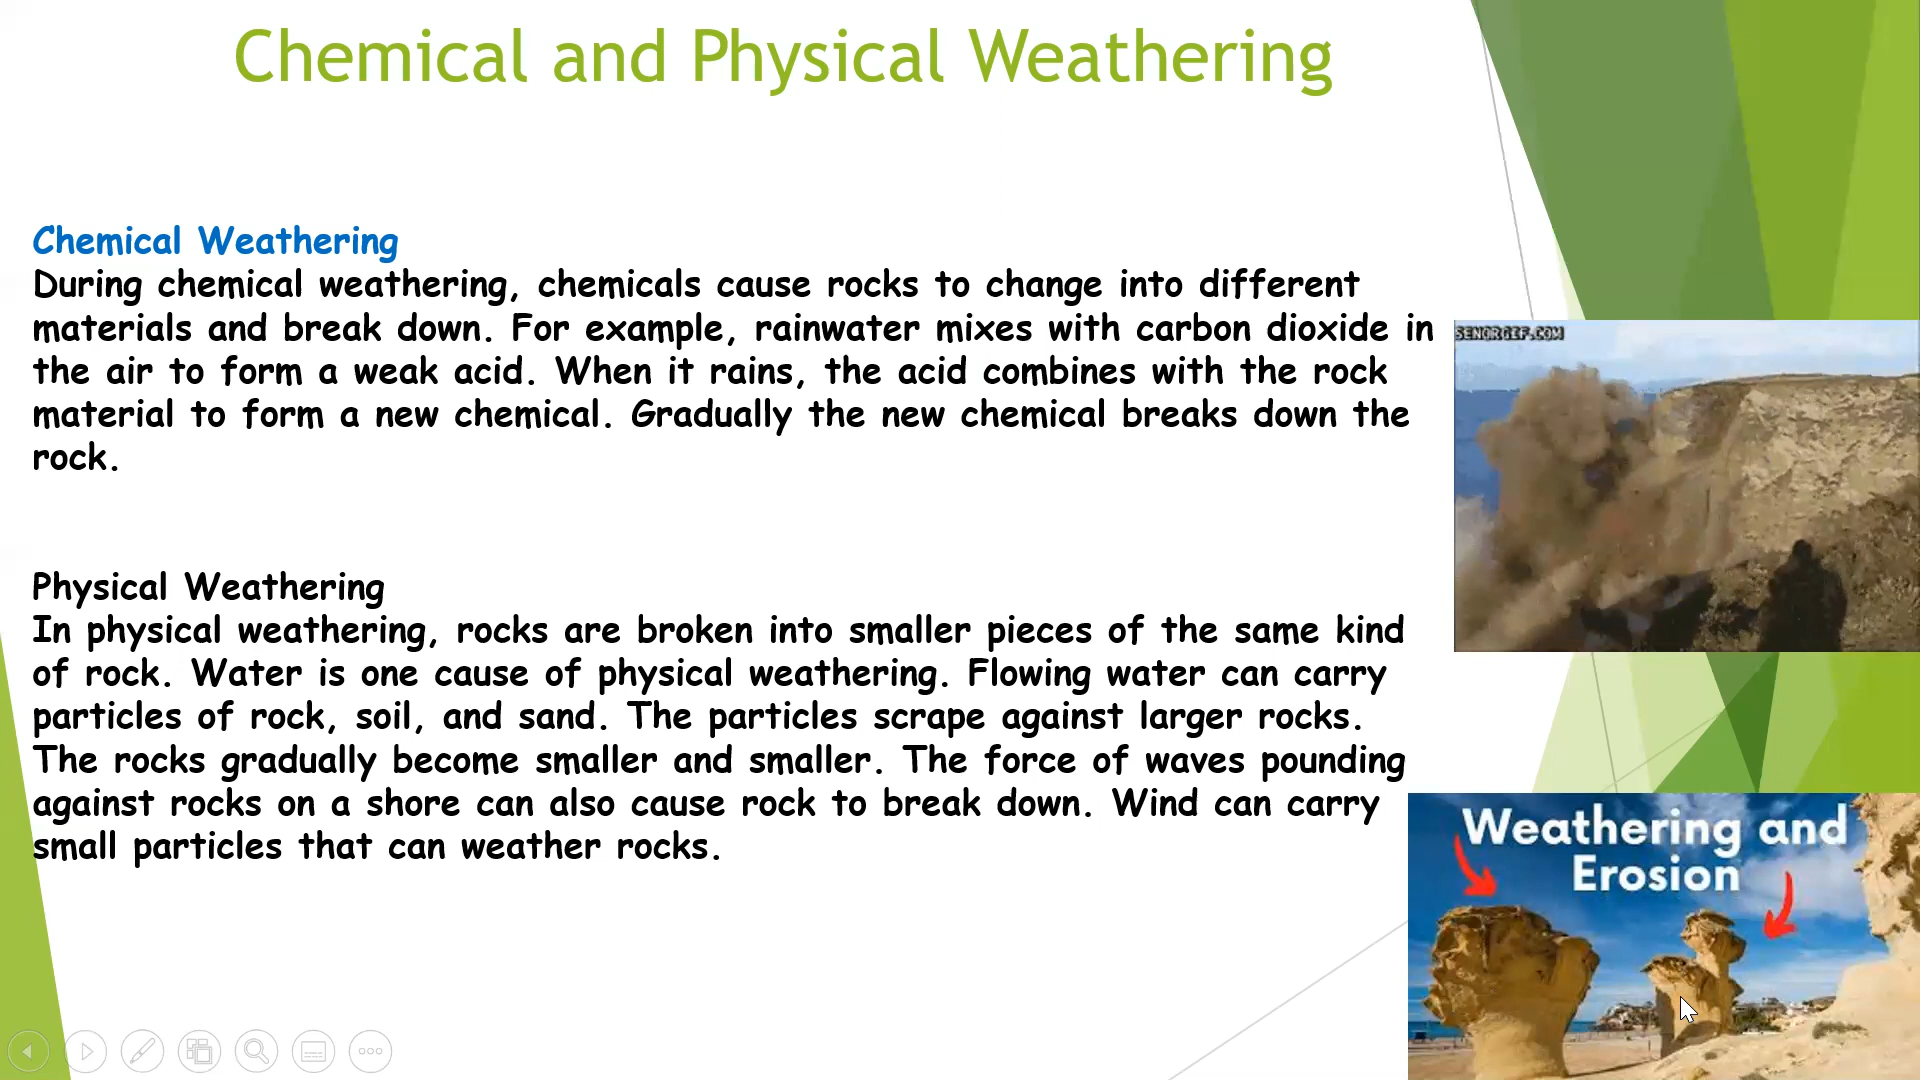 Chemical and Physical Weathering
Chemical Weathering
During chemical weathering, chemicals cause rocks to change into different
materials and break down. For example, rainwater mixes with carbon dioxide in
the air to form a weak acid. When it rains, the acid combines with the rock
material to form a new chemical. Gradually the new chemical breaks down the
rock.
Physical Weathering
In physical weathering, rocks are broken into smaller pieces of the same kind
of rock. Water is one cause of physical weathering. Flowing water can carry
particles of rock, soil, and sand. The particles scrape against larger rocks.
The rocks gradually become smaller and smaller. The force of waves pounding
against rocks on a shore can also cause rock to break down. Wind can carry
small particles that can weather rocks.
SENORGIF.COM
Weathering and
Erosion